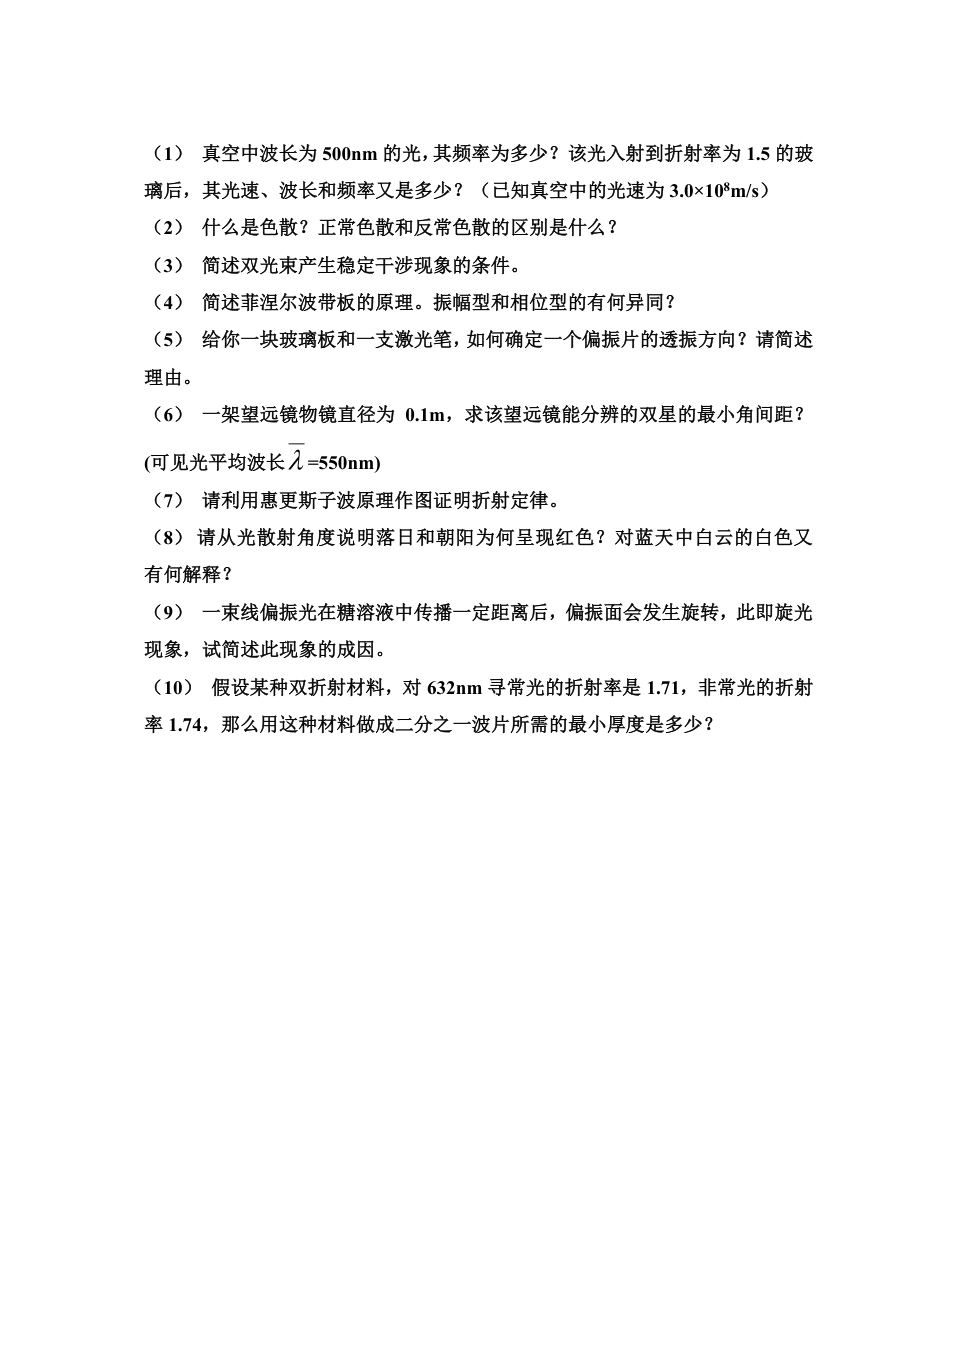 （1） 真空中波长为 500nm 的光，其频率为多少？该光入射到折射率为 1.5 的玻
璃后，其光速、波长和频率又是多少？（已知真空中的光速为 3.0×10⁸m/s）
（2） 什么是色散？正常色散和反常色散的区别是什么？
（3） 简述双光束产生稳定干涉现象的条件。
（4） 简述菲涅尔波带板的原理。振幅型和相位型的有何异同？
（5） 给你一块玻璃板和一支激光笔，如何确定一个偏振片的透振方向？请简述
理由。
（6） 一架望远镜物镜直径为 0.1m，求该望远镜能分辨的双星的最小角间距？
(可见光平均波长 λ̅ =550nm)
（7） 请利用惠更斯子波原理作图证明折射定律。
（8） 请从光散射角度说明落日和朝阳为何呈现红色？对蓝天中白云的白色又
有何解释？
（9） 一束线偏振光在糖溶液中传播一定距离后，偏振面会发生旋转，此即旋光
现象，试简述此现象的成因。
（10） 假设某种双折射材料，对 632nm 寻常光的折射率是 1.71，非常光的折射
率 1.74，那么用这种材料做成二分之一波片所需的最小厚度是多少？